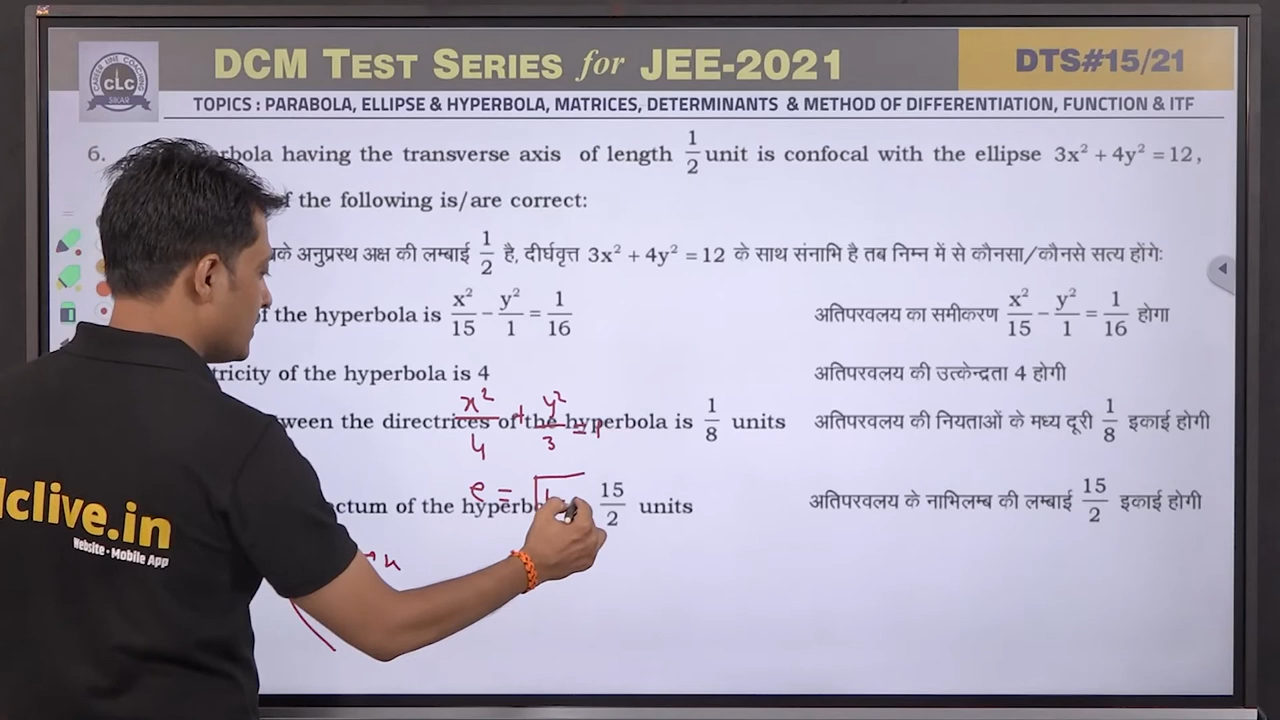 CAREER LINE COACHING
CLC
SIKAR
DCM TEST SERIES for JEE-2021
DTS#15/21
TOPICS : PARABOLA, ELLIPSE & HYPERBOLA, MATRICES, DETERMINANTS & METHOD OF DIFFERENTIATION, FUNCTION & ITF
6. having the transverse axis of length 1/2 unit is confocal with the ellipse 3x² + 4y² = 12,
the following is/are correct:
अनुप्रस्थ अक्ष की लम्बाई 1/2 है, दीर्घवृत्त 3x² + 4y² = 12 के साथ संनाभि है तब निम्न में से कौनसा/कौनसे सत्य होंगेः
the hyperbola is x²/15 − y²/1 = 1/16 अतिपरवलय का समीकरण x²/15 − y²/1 = 1/16 होगा
of the hyperbola is 4 अतिपरवलय की उत्केन्द्रता 4 होगी
the directrices of the hyperbola is 1/8 units अतिपरवलय की नियताओं के मध्य दूरी 1/8 इकाई होगी
x²/4 + y²/3 = 1
of the 15/2 units अतिपरवलय के नाभिलम्ब की लम्बाई 15/2 इकाई होगी
e = √1
clive.in
Website • Mobile App